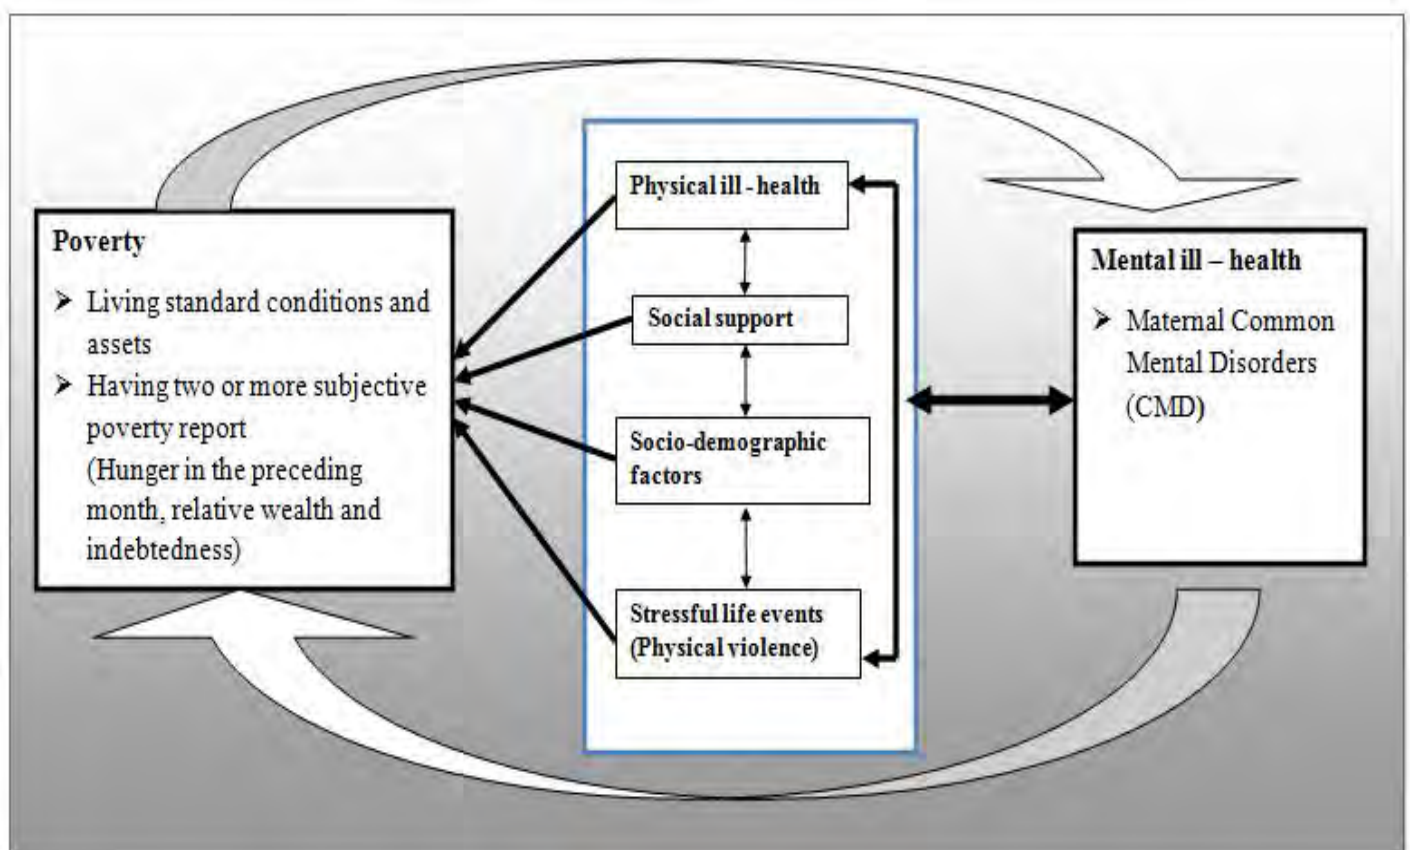 Poverty
➢ Living standard conditions and
assets
➢ Having two or more subjective
poverty report
(Hunger in the preceding
month, relative wealth and
indebtedness)
Physical ill - health
Social support
Socio-demographic
factors
Stressful life events
(Physical violence)
Mental ill – health
➢ Maternal Common
Mental Disorders
(CMD)